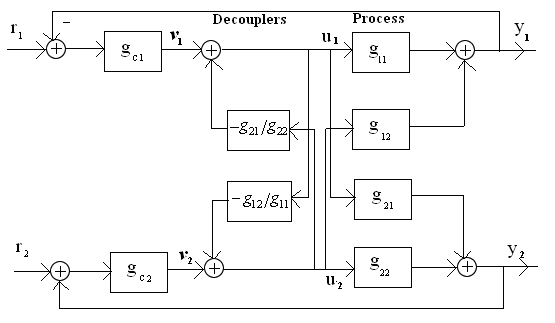 Decouplers Process
r1 − gc1 v1 u1 g11 y1
−g21/g22 g12
−g12/g11 g21
r2 gc2 v2 u2 g22 y2